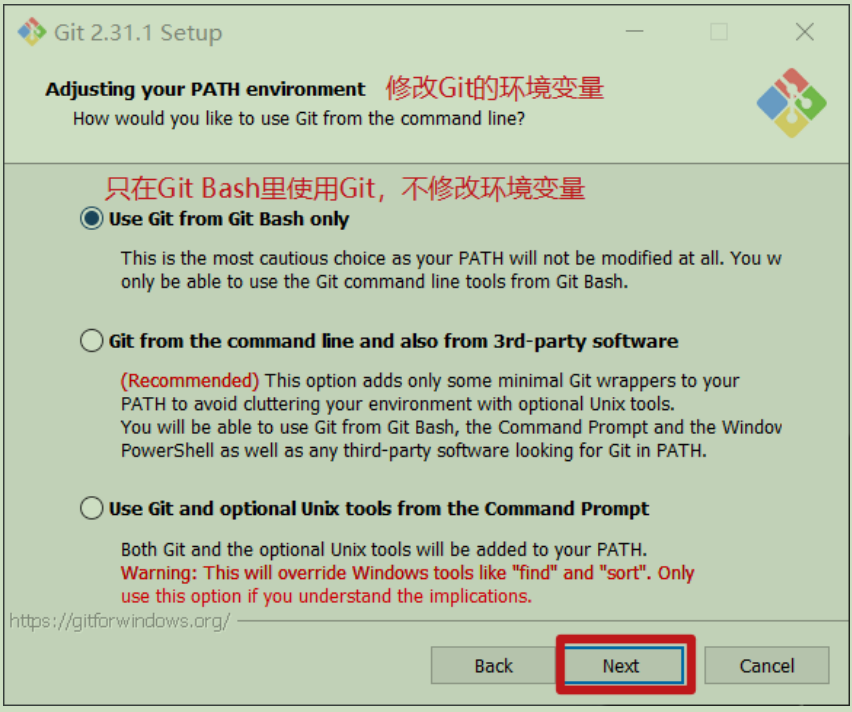 Git 2.31.1 Setup
Adjusting your PATH environment 修改Git的环境变量
How would you like to use Git from the command line?
只在Git Bash里使用Git，不修改环境变量
Use Git from Git Bash only
This is the most cautious choice as your PATH will not be modified at all. You w
only be able to use the Git command line tools from Git Bash.
Git from the command line and also from 3rd-party software
(Recommended) This option adds only some minimal Git wrappers to your
PATH to avoid cluttering your environment with optional Unix tools.
You will be able to use Git from Git Bash, the Command Prompt and the Window
PowerShell as well as any third-party software looking for Git in PATH.
Use Git and optional Unix tools from the Command Prompt
Both Git and the optional Unix tools will be added to your PATH.
Warning: This will override Windows tools like "find" and "sort". Only
use this option if you understand the implications.
https://gitforwindows.org/
Back Next Cancel